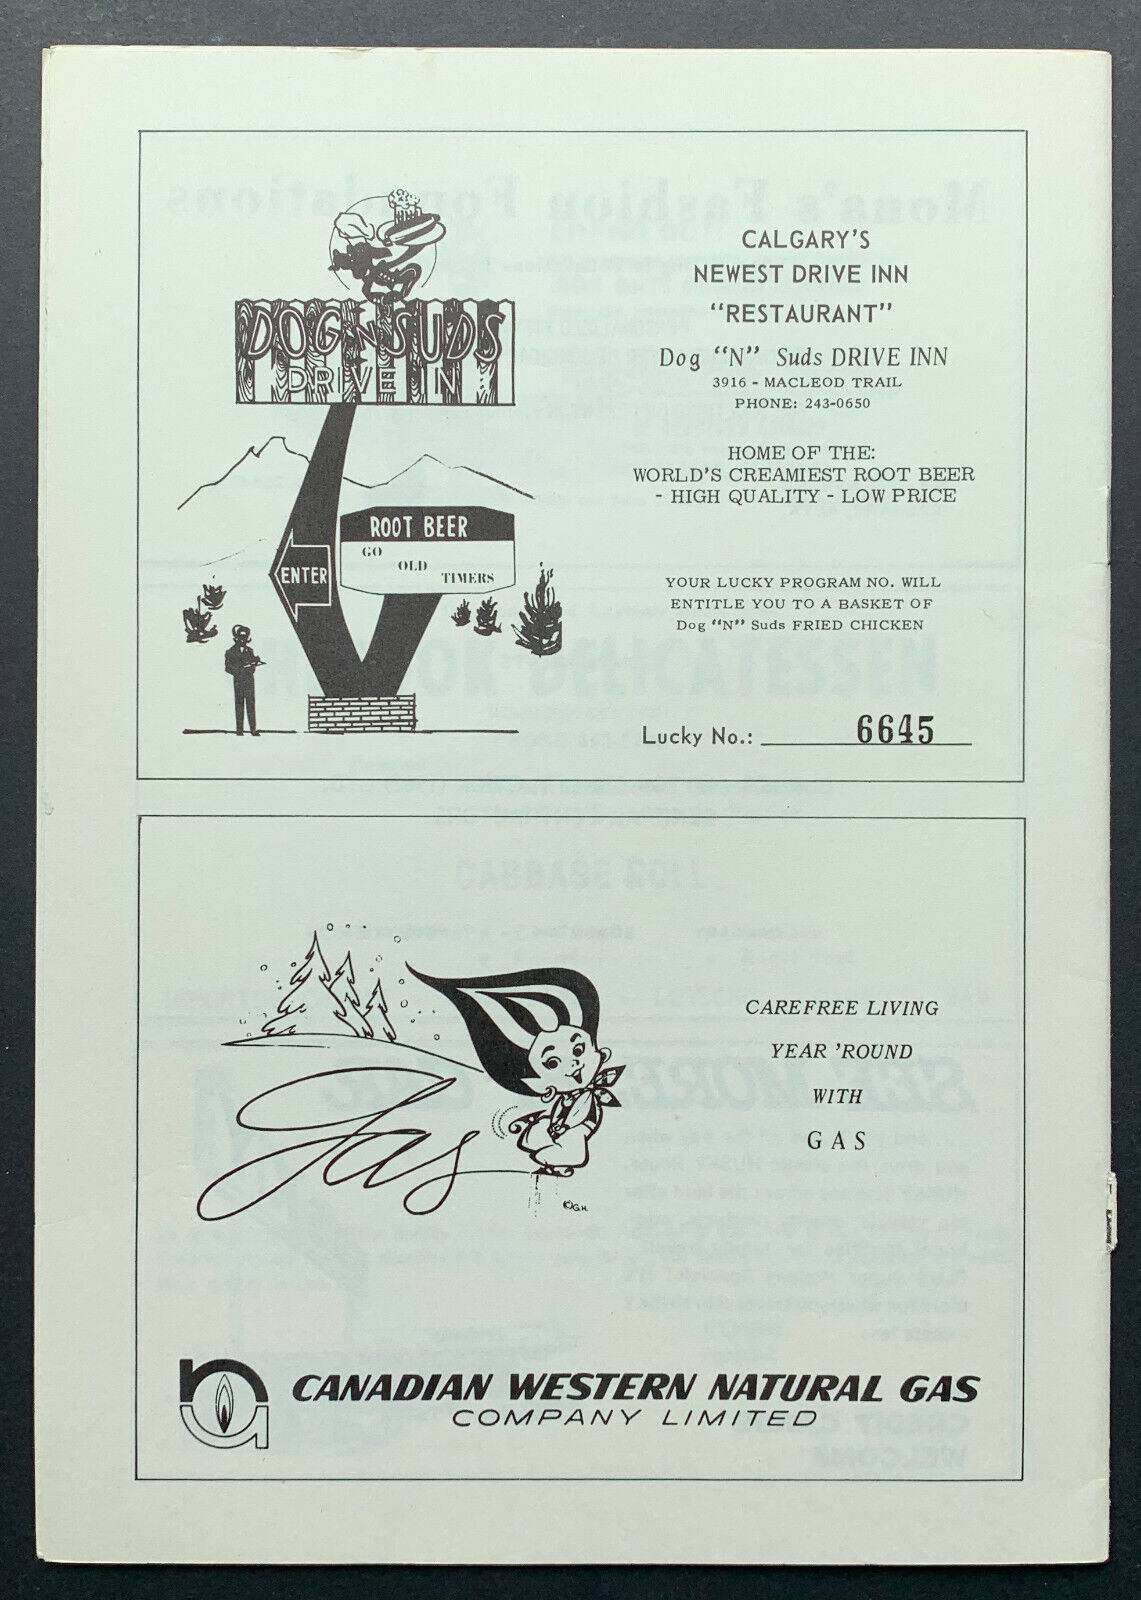 DOG N SUDS
DRIVE IN
ROOT BEER
GO
OLD
TIMERS
ENTER
CALGARY'S
NEWEST DRIVE INN
"RESTAURANT"
Dog "N" Suds DRIVE INN
3916 - MACLEOD TRAIL
PHONE: 243-0650
HOME OF THE:
WORLD'S CREAMIEST ROOT BEER
- HIGH QUALITY - LOW PRICE
YOUR LUCKY PROGRAM NO. WILL
ENTITLE YOU TO A BASKET OF
Dog "N" Suds FRIED CHICKEN
Lucky No.: 6645
Gas
©G.H.
CAREFREE LIVING
YEAR 'ROUND
WITH
GAS
CANADIAN WESTERN NATURAL GAS
COMPANY LIMITED